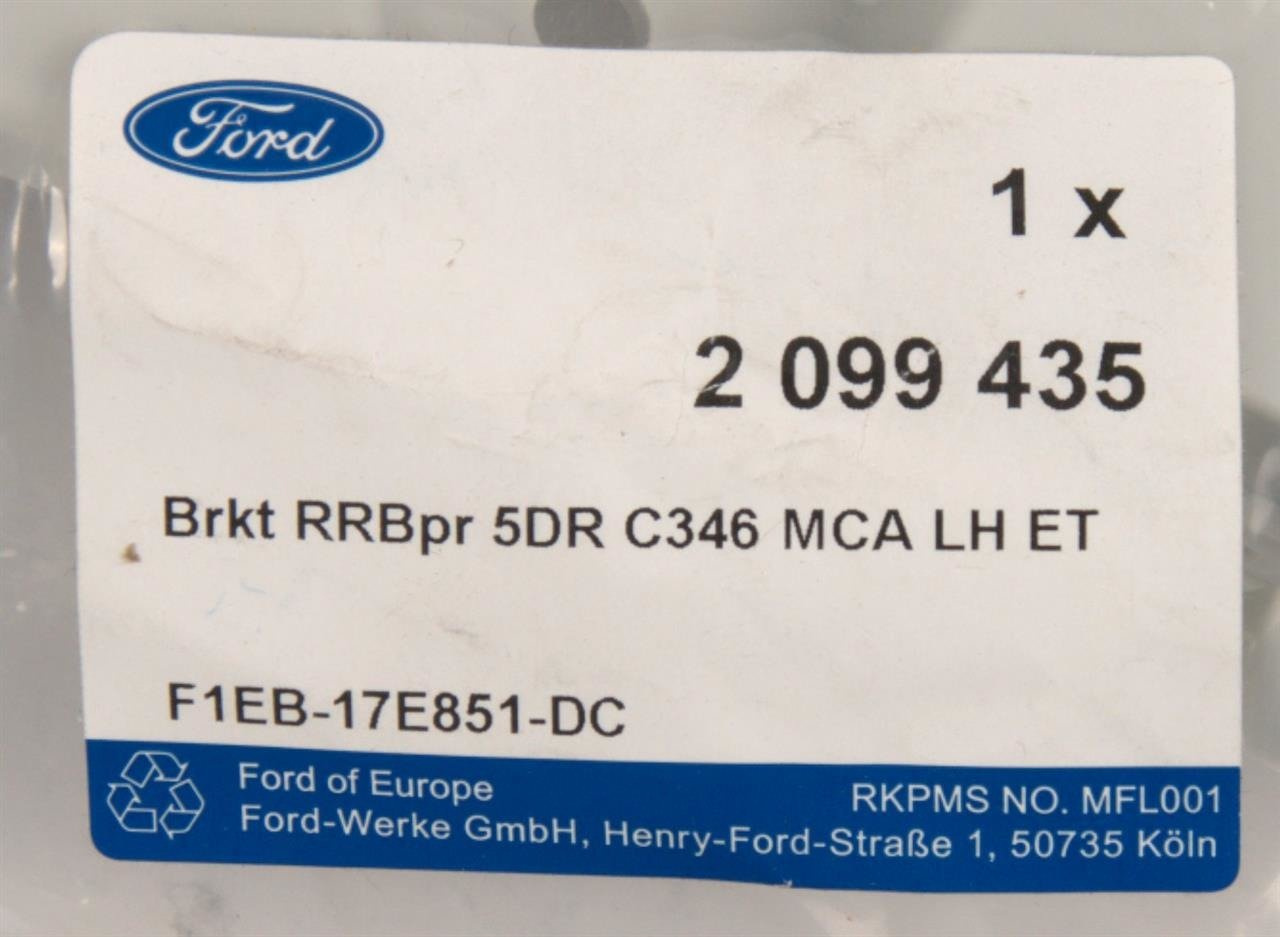 Ford
1 x
2 099 435
Brkt RRBpr 5DR C346 MCA LH ET
F1EB-17E851-DC
Ford of Europe
RKPMS NO. MFL001
Ford-Werke GmbH, Henry-Ford-Straße 1, 50735 Köln